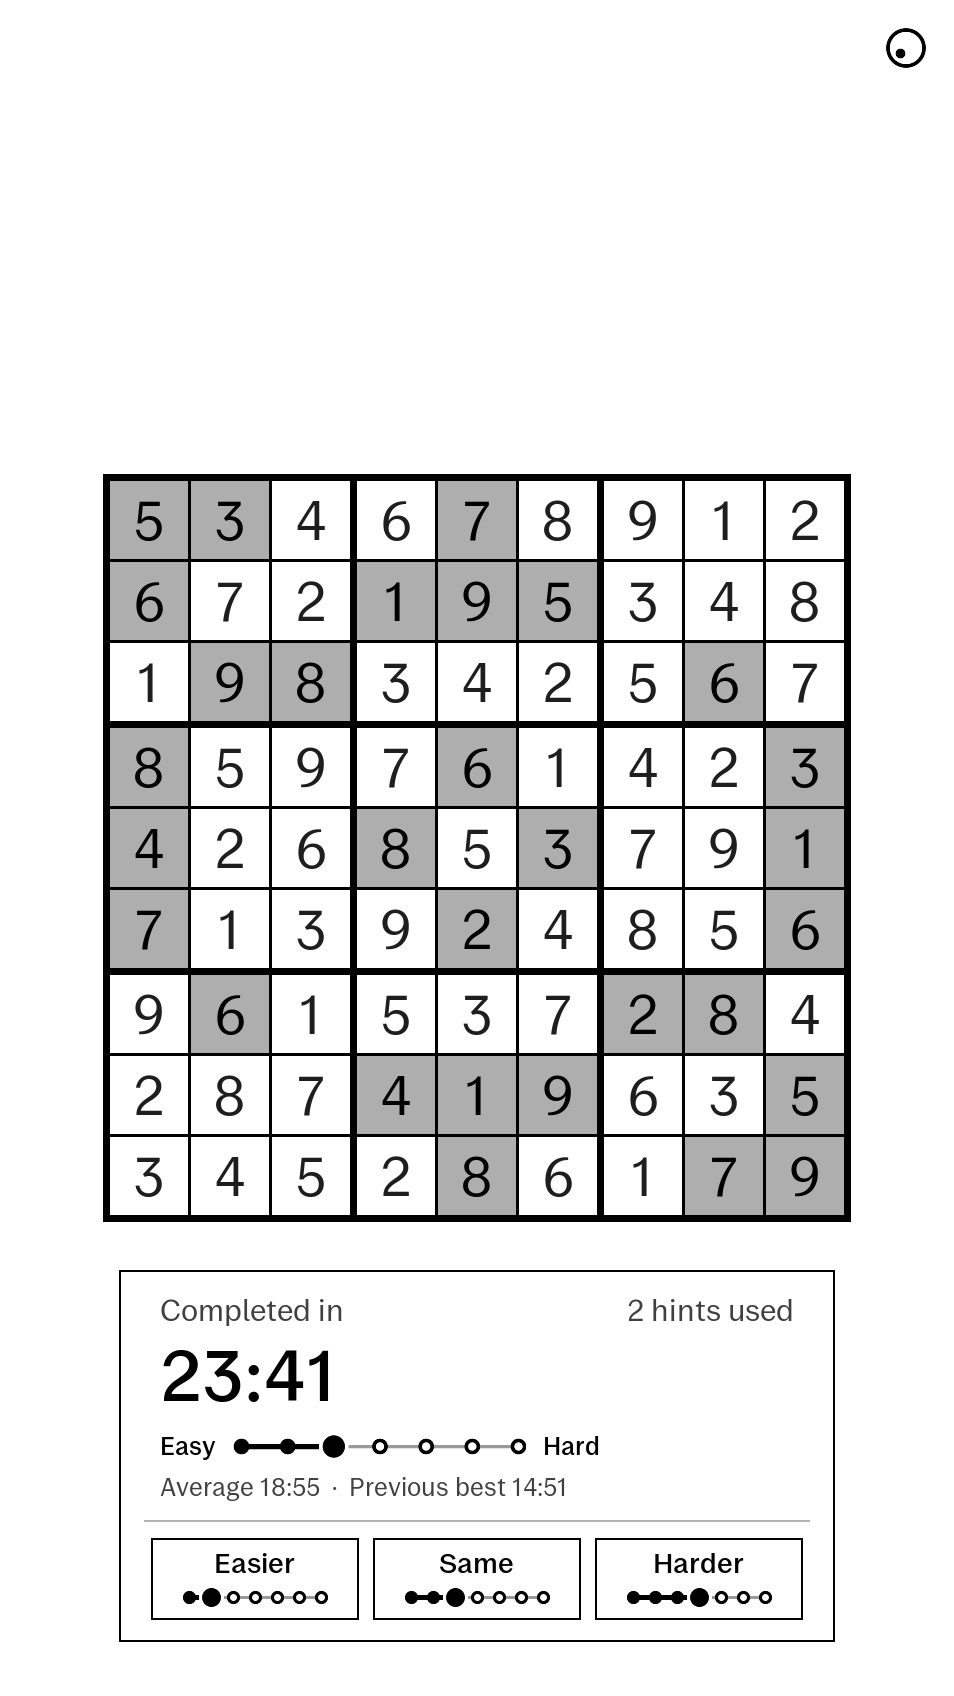 5 3 4 6 7 8 9 1 2
6 7 2 1 9 5 3 4 8
1 9 8 3 4 2 5 6 7
8 5 9 7 6 1 4 2 3
4 2 6 8 5 3 7 9 1
7 1 3 9 2 4 8 5 6
9 6 1 5 3 7 2 8 4
2 8 7 4 1 9 6 3 5
3 4 5 2 8 6 1 7 9
Completed in 2 hints used
23:41
Easy Hard
Average 18:55 · Previous best 14:51
Easier Same Harder